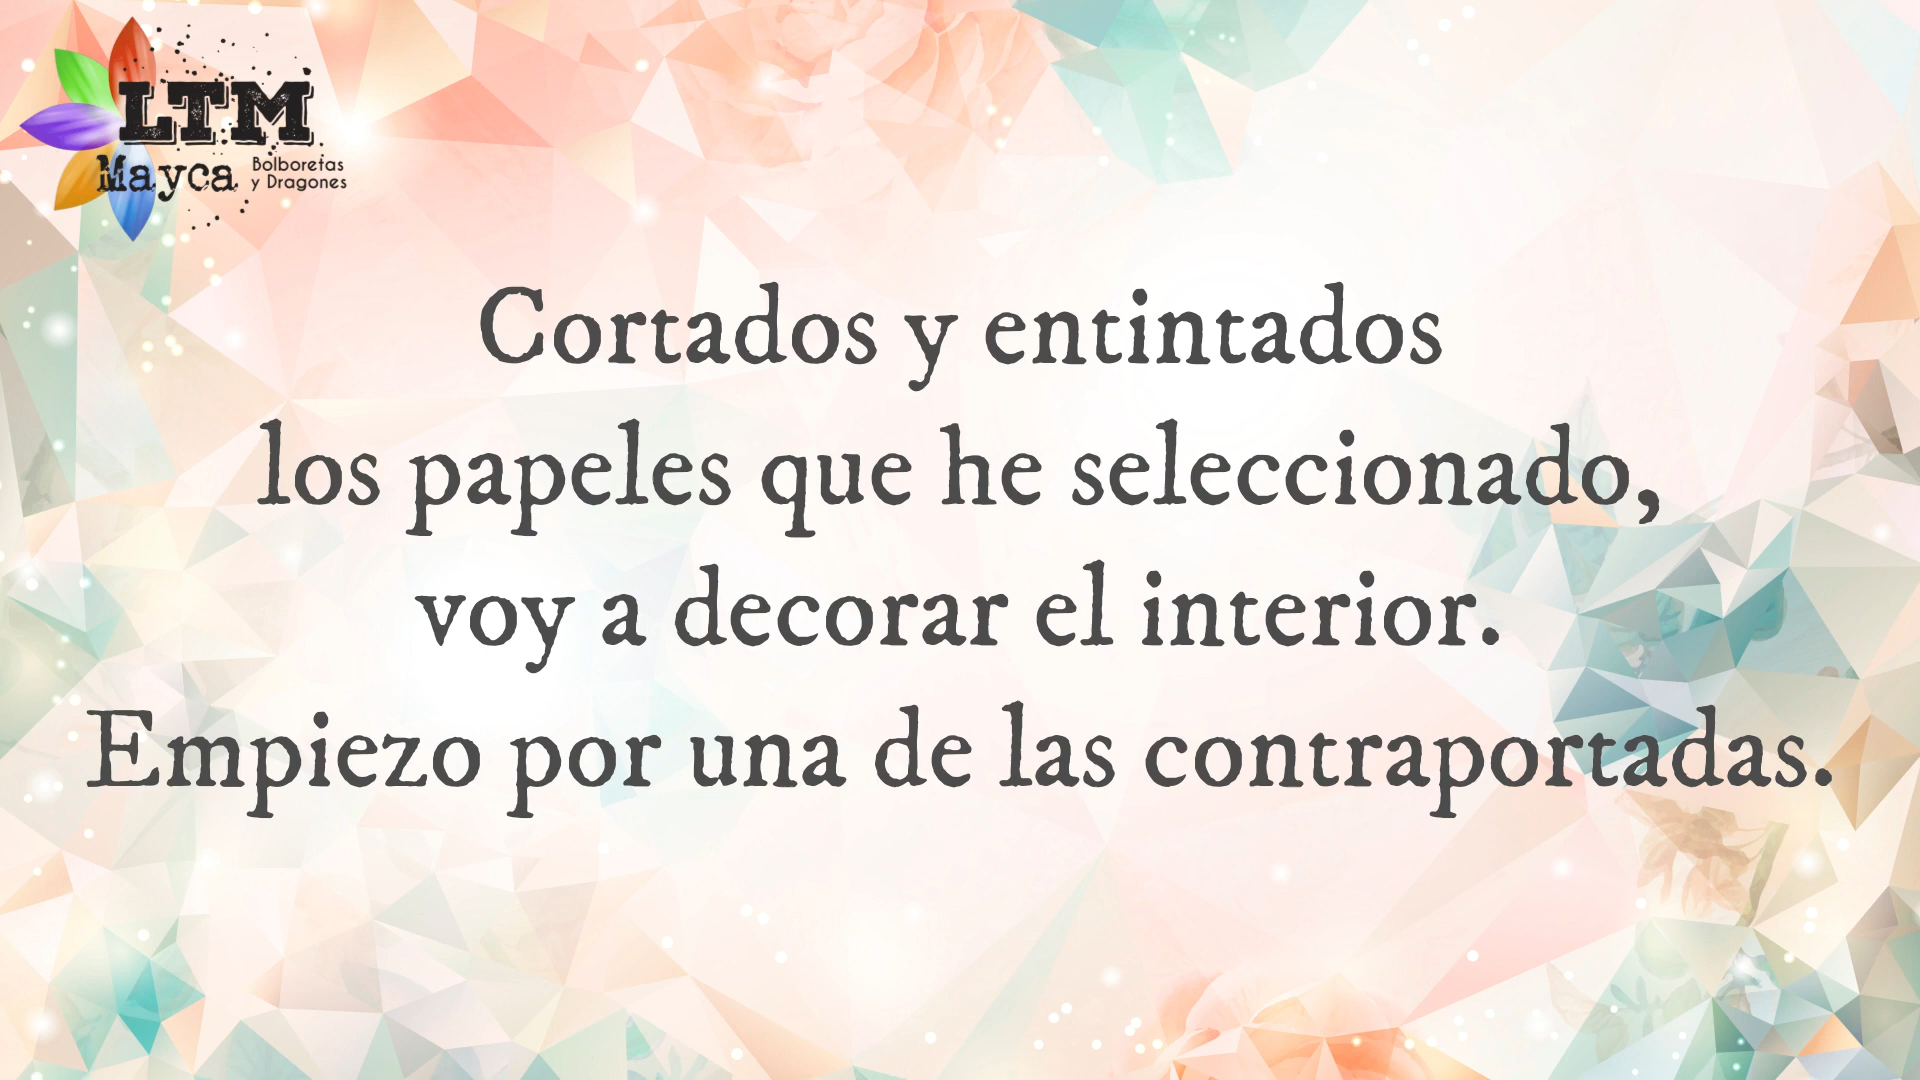 LTM
Mayca
Bolboretas
y Dragones
Cortados y entintados
los papeles que he seleccionado,
voy a decorar el interior.
Empiezo por una de las contraportadas.